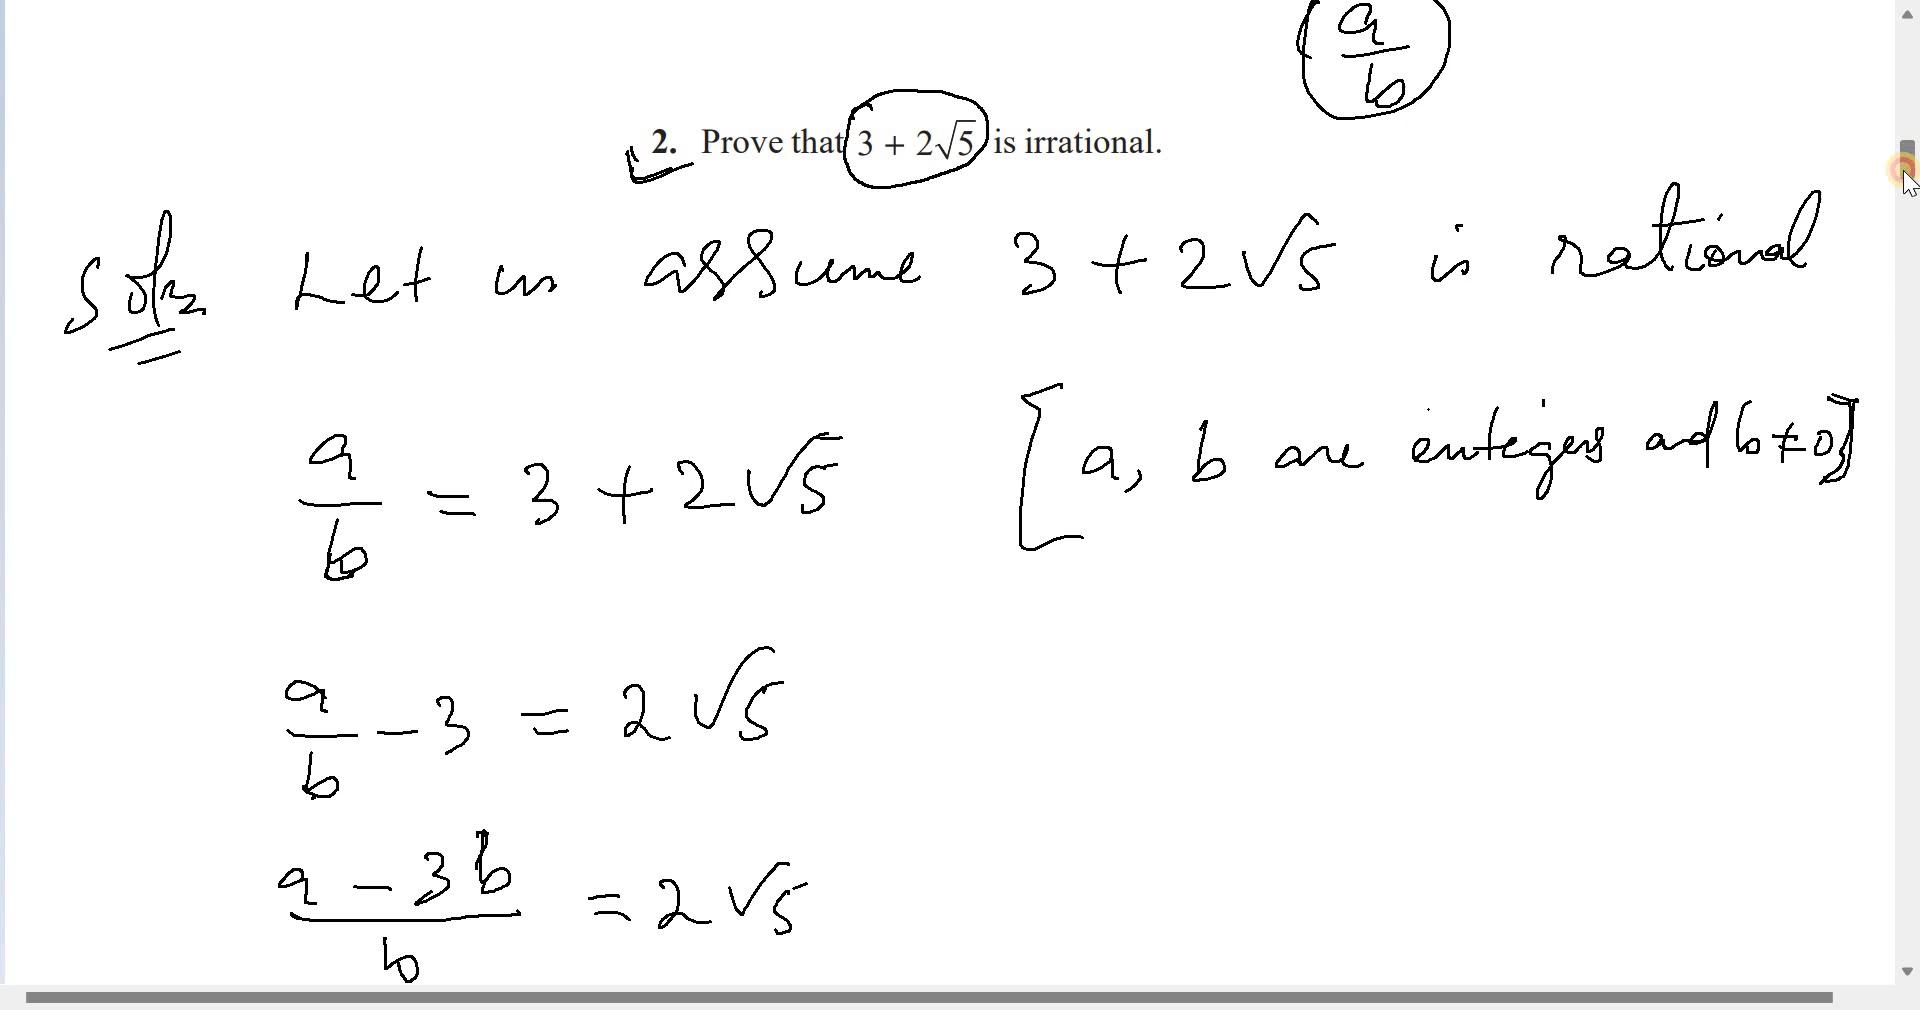 a/b
2. Prove that 3 + 2√5 is irrational.
Soln Let us assume 3 + 2√5 is rational
a/b = 3 + 2√5 [a, b are entegers and b ≠ 0]
a/b - 3 = 2√5
(a - 3b)/b = 2√5